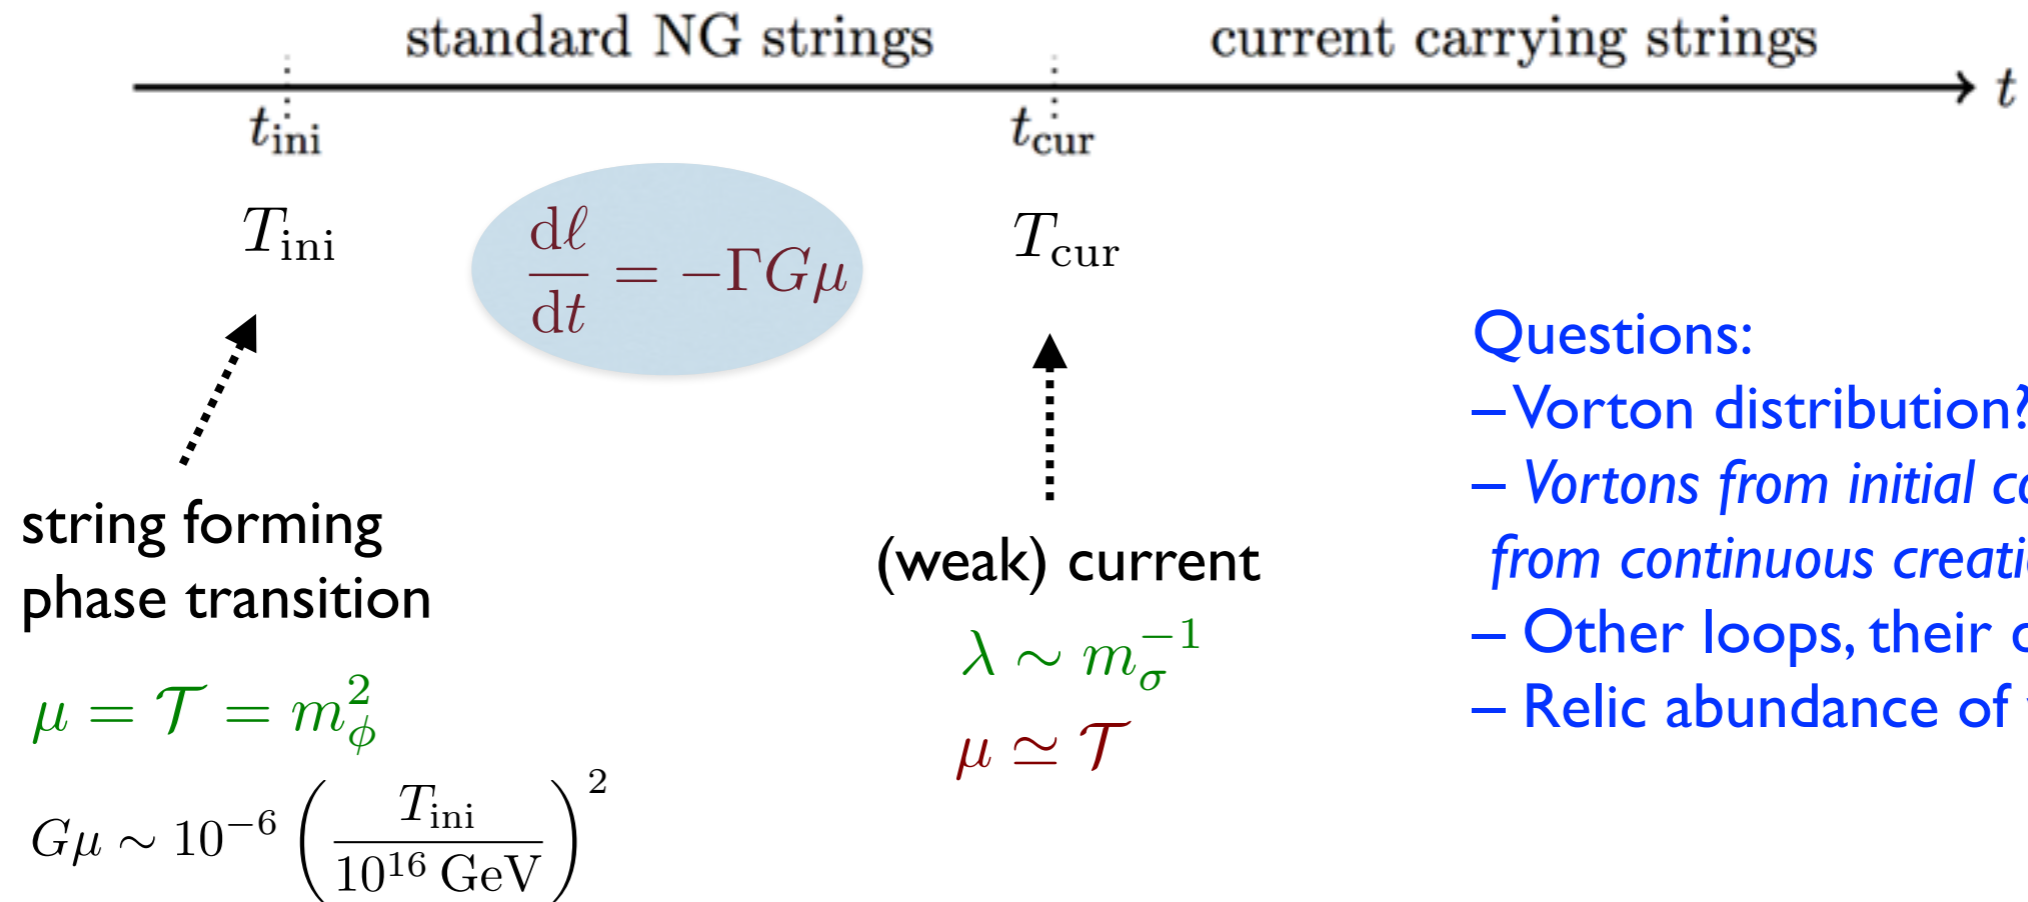 standard NG strings current carrying strings
t
t_ini t_cur
T_ini T_cur
dℓ/dt = −ΓGμ
string forming
phase transition
μ = 𝒯 = m_ϕ^2
Gμ ∼ 10^−6 (T_ini / 10^16 GeV)^2
(weak) current
λ ∼ m_σ^−1
μ ≃ 𝒯
Questions:
– Vorton distribution?
– Vortons from initial
from continuous
– Other loops, their
– Relic abundance of